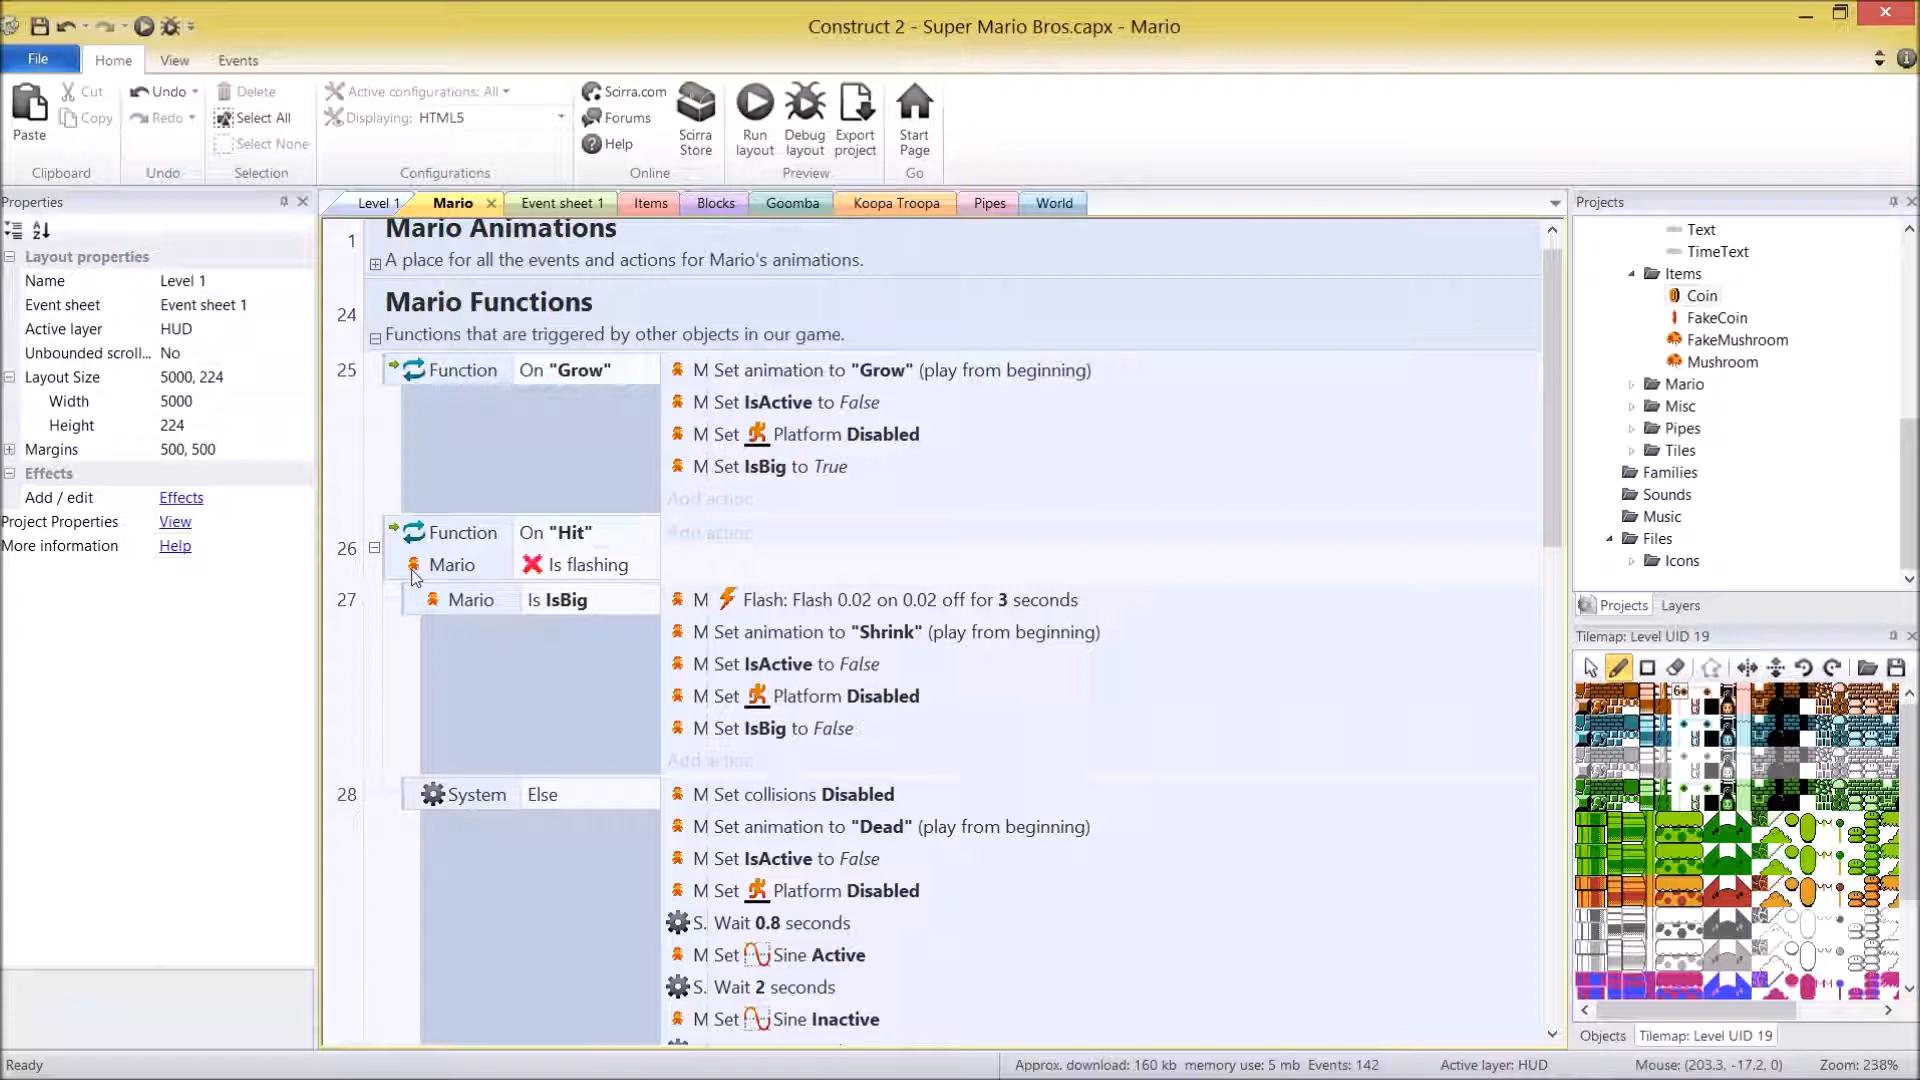 Construct 2 - Super Mario Bros.capx - Mario
File
Home
View
Events
Paste
Cut
Copy
Clipboard
Undo
Redo
Undo
Delete
Select All
Select None
Selection
Active configurations: All
Displaying: HTML5
Configurations
Scirra.com
Forums
Help
Scirra
Store
Online
Run
layout
Debug
layout
Export
project
Preview
Start
Page
Go
Properties
Layout properties
Name Level 1
Event sheet Event sheet 1
Active layer HUD
Unbounded scroll... No
Layout Size 5000, 224
Width 5000
Height 224
Margins 500, 500
Effects
Add / edit Effects
Project Properties View
More information Help
Level 1
Mario
Event sheet 1
Items
Blocks
Goomba
Koopa Troopa
Pipes
World
1 Mario Animations
A place for all the events and actions for Mario's animations.
24 Mario Functions
Functions that are triggered by other objects in our game.
25 Function On "Grow" M Set animation to "Grow" (play from beginning)
M Set IsActive to False
M Set Platform Disabled
M Set IsBig to True
Add action
26 Function On "Hit" Add action
Mario Is flashing
27 Mario Is IsBig M Flash: Flash 0.02 on 0.02 off for 3 seconds
M Set animation to "Shrink" (play from beginning)
M Set IsActive to False
M Set Platform Disabled
M Set IsBig to False
Add action
28 System Else M Set collisions Disabled
M Set animation to "Dead" (play from beginning)
M Set IsActive to False
M Set Platform Disabled
S. Wait 0.8 seconds
M Set Sine Active
S. Wait 2 seconds
M Set Sine Inactive
Projects
Text
TimeText
Items
Coin
FakeCoin
FakeMushroom
Mushroom
Mario
Misc
Pipes
Tiles
Families
Sounds
Music
Files
Icons
Projects
Layers
Tilemap: Level UID 19
Objects
Tilemap: Level UID 19
Ready
Approx. download: 160 kb memory use: 5 mb Events: 142
Active layer: HUD
Mouse: (203.3, -17.2, 0)
Zoom: 238%